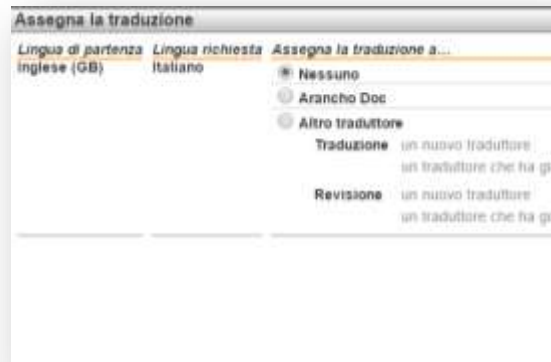 Assegna la traduzione
Lingua di partenza Lingua richiesta Assegna la traduzione a...
Inglese (GB) Italiano
Nessuno
Arancho Doc
Altro traduttore
Traduzione un nuovo traduttore
un traduttore che ha
Revisione un nuovo traduttore
un traduttore che ha